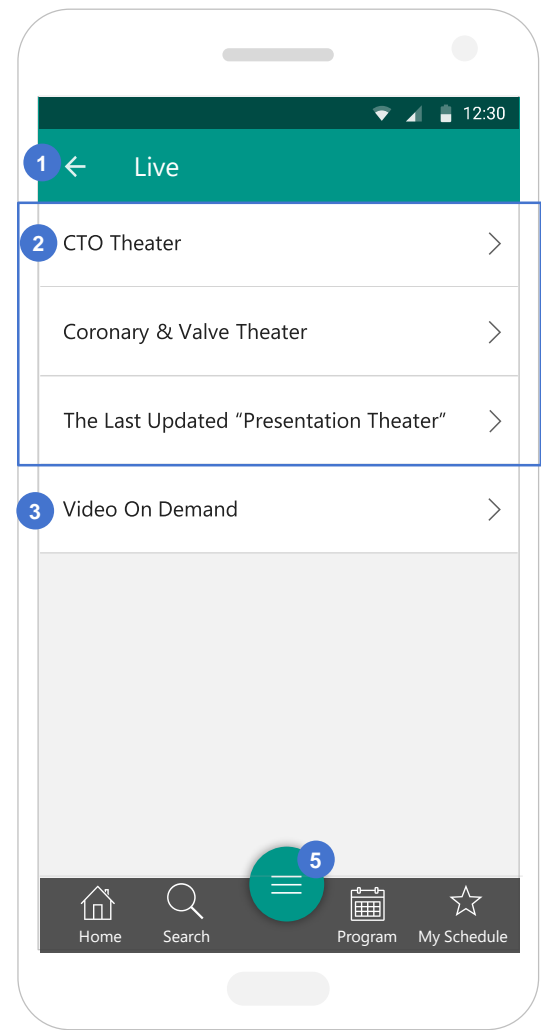 12:30
1 Live
2 CTO Theater
Coronary & Valve Theater
The Last Updated “Presentation Theater”
3 Video On Demand
5
Home Search Program My Schedule